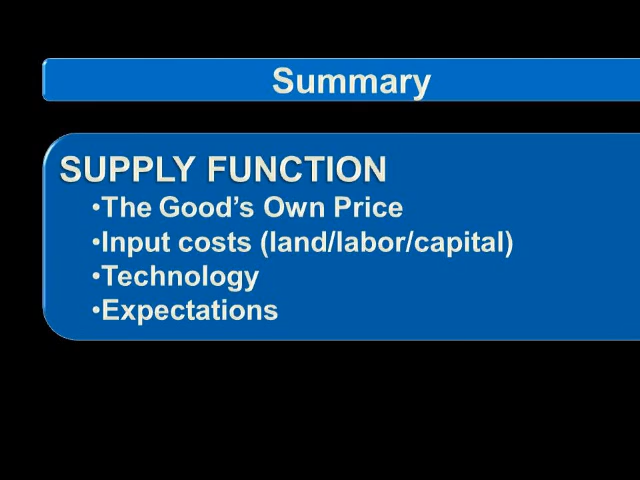 Summary
SUPPLY FUNCTION
•The Good’s Own Price
•Input costs (land/labor/capital)
•Technology
•Expectations